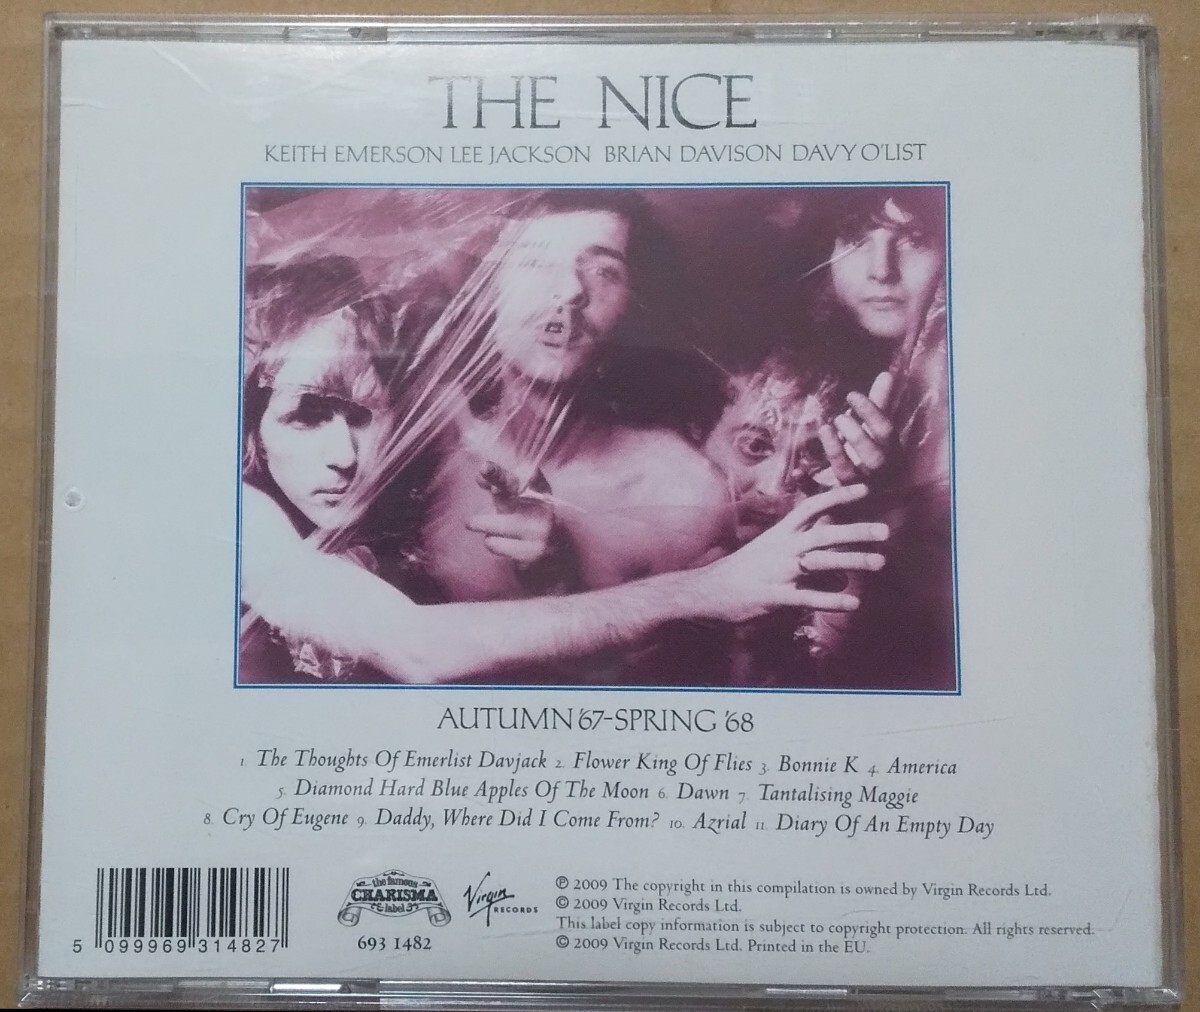 THE NICE
KEITH EMERSON LEE JACKSON BRIAN DAVISON DAVY O'LIST
AUTUMN '67-SPRING '68
1. The Thoughts Of Emerlist Davjack 2. Flower King Of Flies 3. Bonnie K 4. America
5. Diamond Hard Blue Apples Of The Moon 6. Dawn 7. Tantalising Maggie
8. Cry Of Eugene 9. Daddy, Where Did I Come From? 10. Azrial 11. Diary Of An Empty Day
5 099969 314827
the famous
CHARISMA
label
693 1482
Virgin
RECORDS
℗ 2009 The copyright in this compilation is owned by Virgin Records Ltd.
© 2009 Virgin Records Ltd.
This label copy information is subject to copyright protection. All rights reserved.
© 2009 Virgin Records Ltd. Printed in the EU.